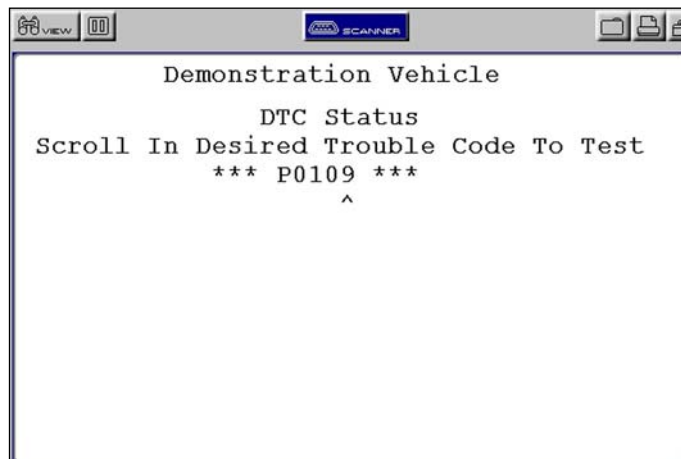 VIEW SCANNER
Demonstration Vehicle
DTC Status
Scroll In Desired Trouble Code To Test
*** P0109 ***
^